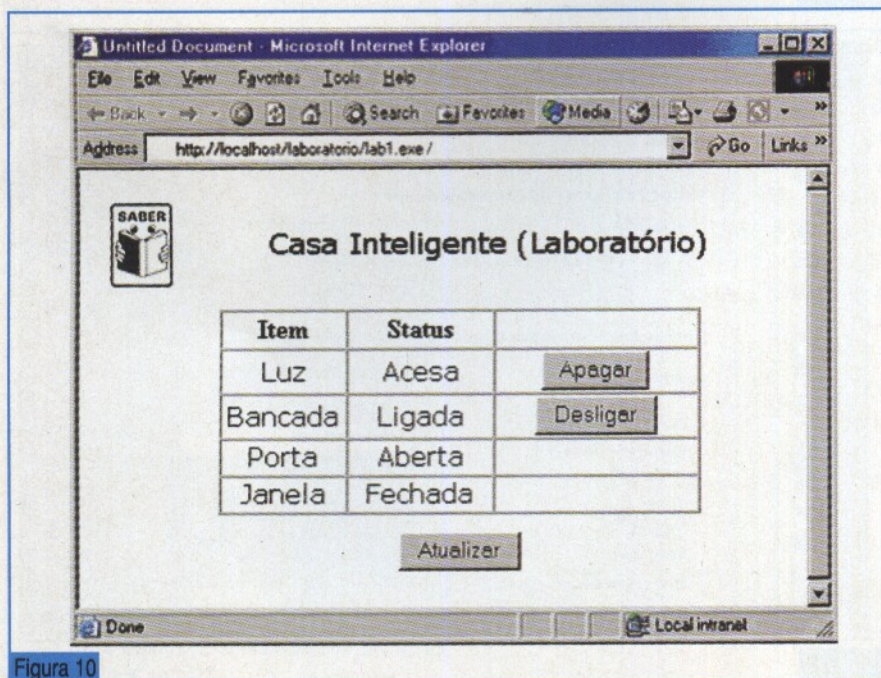 Untitled Document - Microsoft Internet Explorer
File Edit View Favorites Tools Help
Back Search Favorites Media
Address http://localhost/laboratorio/lab1.exe/ Go Links »
SABER
Casa Inteligente (Laboratório)
Item Status
Luz Acesa Apagar
Bancada Ligada Desligar
Porta Aberta
Janela Fechada
Atualizar
Done Local intranet
Figura 10